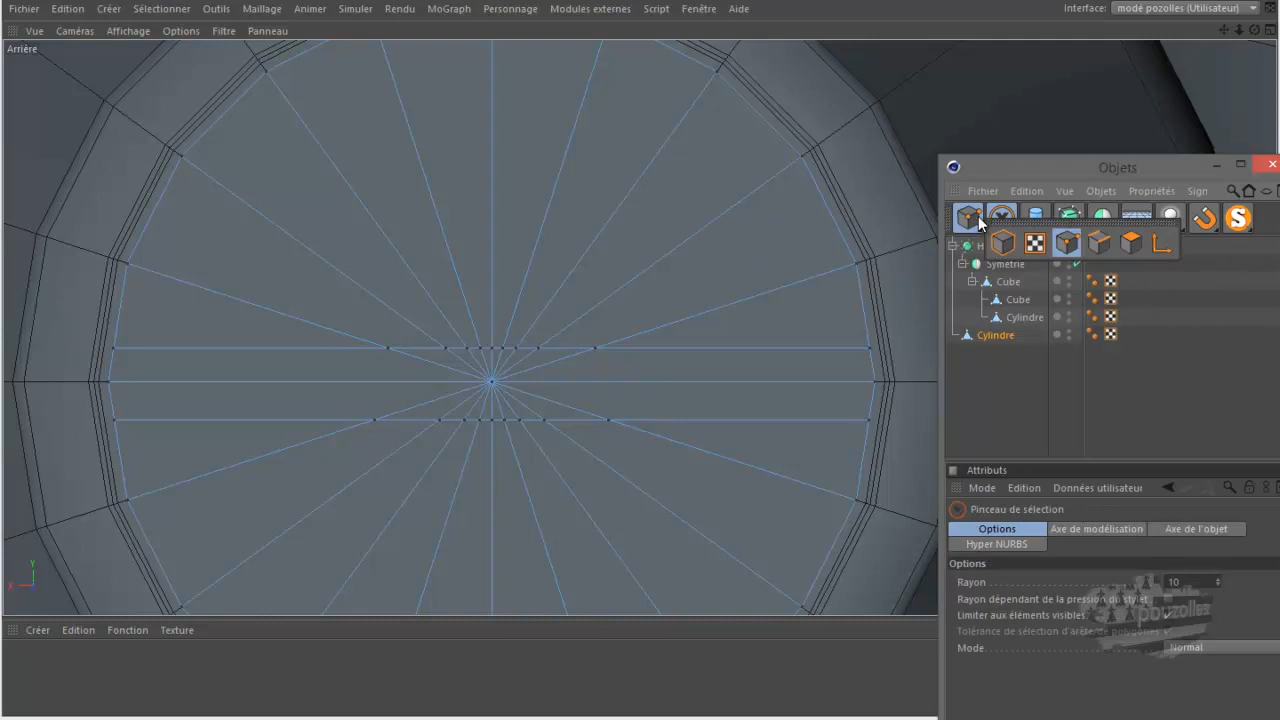 Fichier Edition Créer Sélectionner Outils Maillage Animer Simuler Rendu MoGraph Personnage Modules externes Script Fenêtre Aide Interface: modé pozolles (Utilisateur)
Vue Caméras Affichage Options Filtre Panneau
Arrière
Objets
Fichier Edition Vue Objets Propriétés Sign
S
H
Symétrie
Cube
Cube
Cylindre
Cylindre
Attributs
Mode Edition Données utilisateur
Pinceau de sélection
Options Axe de modélisation Axe de l'objet
Hyper NURBS
Options
Rayon 10
Rayon dépendant de la pression du stylet
Limiter aux éléments visibles
Tolérance de sélection d'arête/de polygones
Mode Normal
Y
X
Créer Edition Fonction Texture
pouzolles